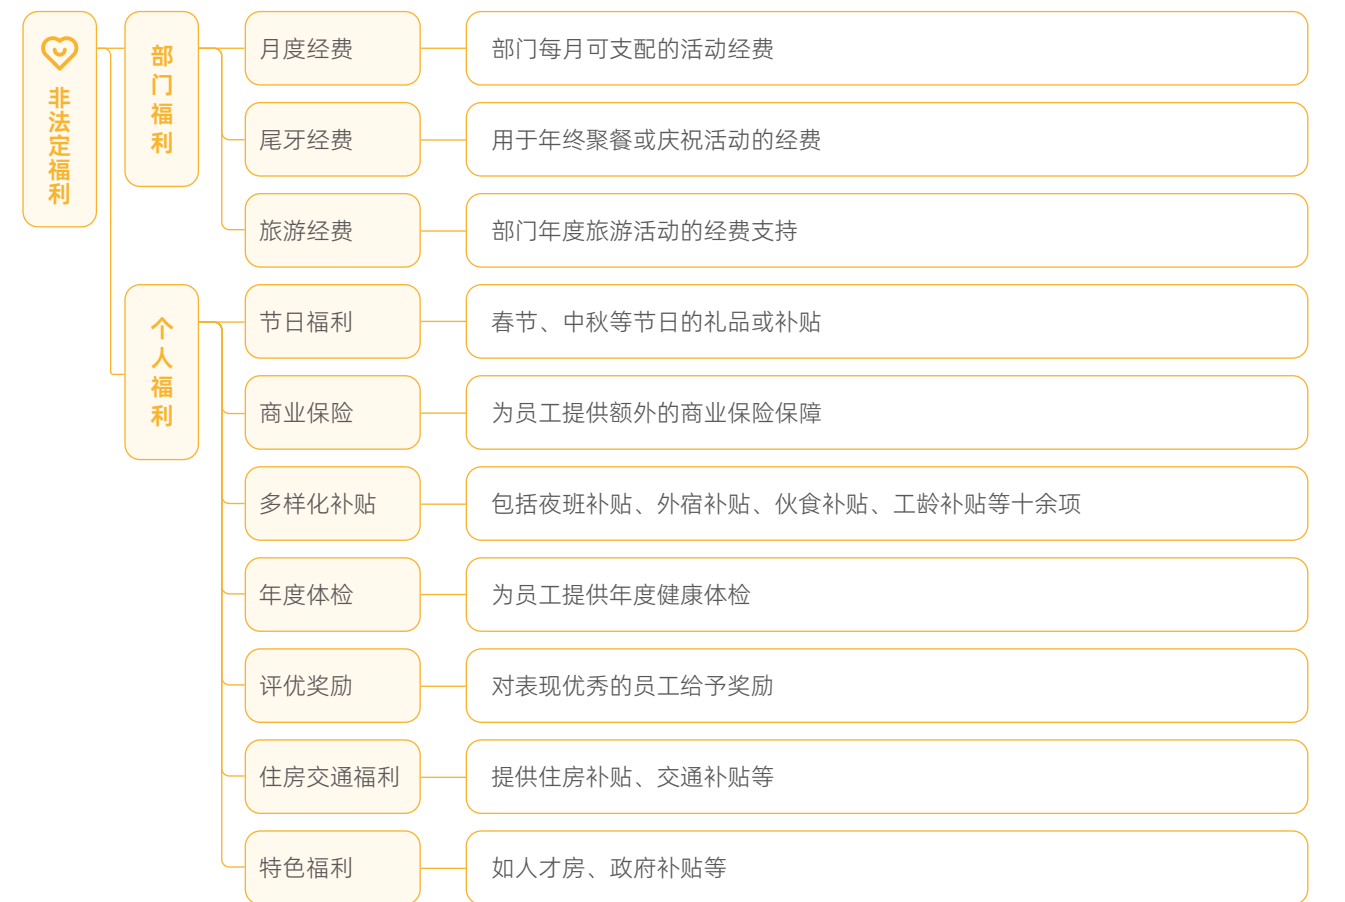 非法定福利
部门福利
月度经费
部门每月可支配的活动经费
尾牙经费
用于年终聚餐或庆祝活动的经费
旅游经费
部门年度旅游活动的经费支持
个人福利
节日福利
春节、中秋等节日的礼品或补贴
商业保险
为员工提供额外的商业保险保障
多样化补贴
包括夜班补贴、外宿补贴、伙食补贴、工龄补贴等十余项
年度体检
为员工提供年度健康体检
评优奖励
对表现优秀的员工给予奖励
住房交通福利
提供住房补贴、交通补贴等
特色福利
如人才房、政府补贴等